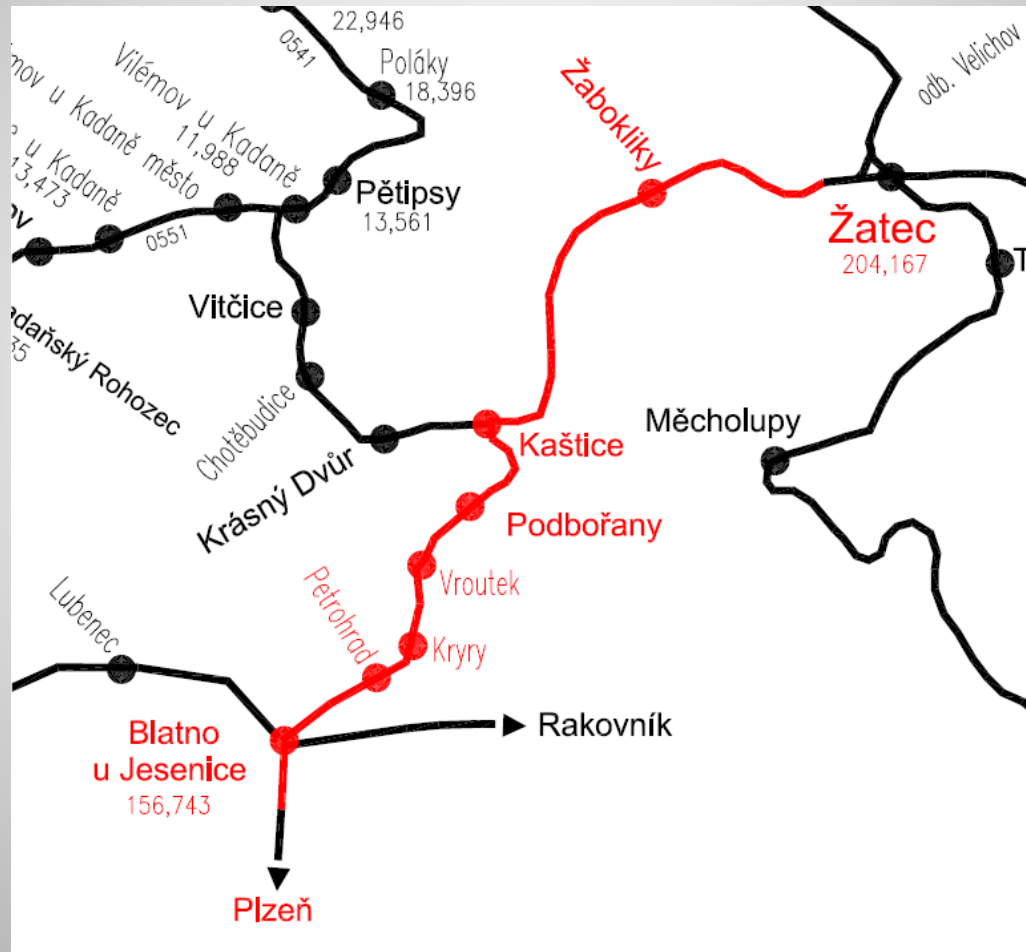 22,946
0541
Poláky
18,396
odb. Velichov
Vilémov u Kadaně
11,988
u Kadaně město
u Kadaně
13,473
Žabokliky
Pětipsy
13,561
0551
Žatec
204,167
Vitčice
Rohozec
35
Chotěbudice
Měcholupy
Kaštice
Krásný Dvůr
Podbořany
Vroutek
Petrohrad
Kryry
Lubenec
Blatno
u Jesenice
156,743
Rakovník
Plzeň